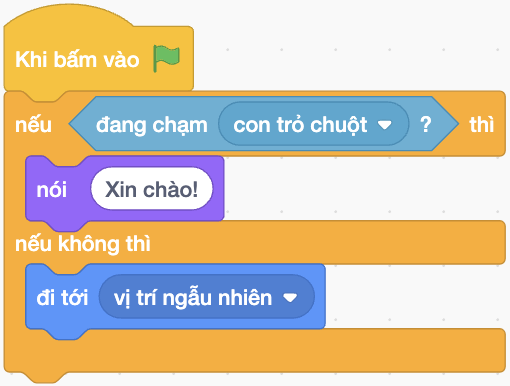 Khi bấm vào
nếu đang chạm con trỏ chuột ? thì
nói Xin chào!
nếu không thì
đi tới vị trí ngẫu nhiên